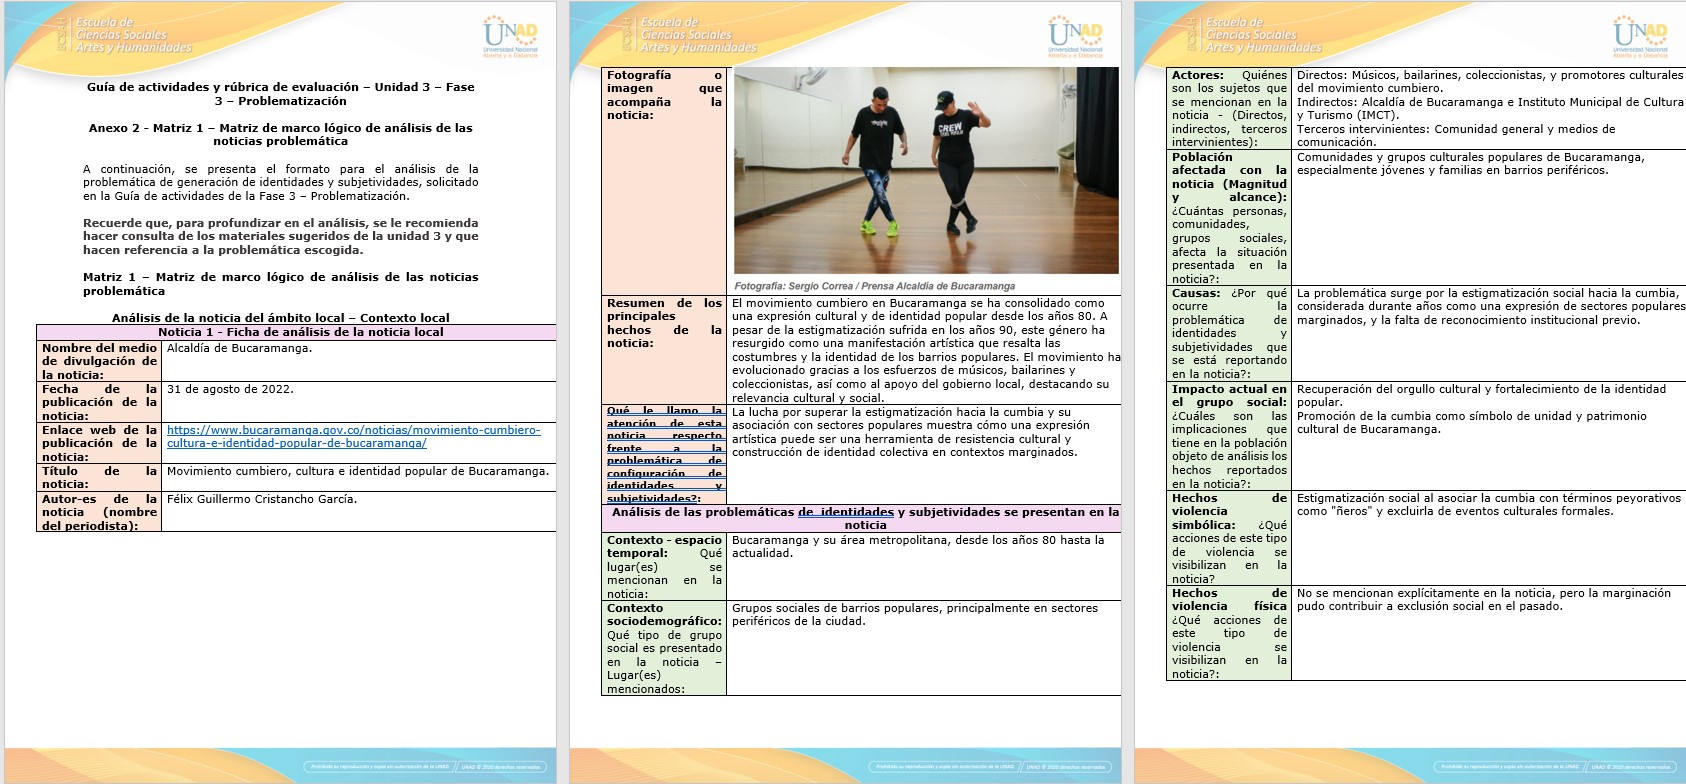 Escuela de
Ciencias Sociales
Artes y Humanidades
UNAD
Universidad Nacional
Abierta y a Distancia
Guía de actividades y rúbrica de evaluación – Unidad 3 – Fase
3 – Problematización
Anexo 2 - Matriz 1 – Matriz de marco lógico de análisis de las
noticias problemática
A continuación, se presenta el formato para el análisis de la
problemática de generación de identidades y subjetividades, solicitado
en la Guía de actividades de la Fase 3 – Problematización.
Recuerde que, para profundizar en el análisis, se le recomienda
hacer consulta de los materiales sugeridos de la unidad 3 y que
hacen referencia a la problemática escogida.
Matriz 1 – Matriz de marco lógico de análisis de las noticias
problemática
Análisis de la noticia del ámbito local – Contexto local
Noticia 1 - Ficha de análisis de la noticia local
Nombre del medio
de divulgación de
la noticia:
Alcaldía de Bucaramanga.
Fecha de la
publicación de la
noticia:
31 de agosto de 2022.
Enlace web de la
publicación de la
noticia:
https://www.bucaramanga.gov.co/noticias/movimiento-cumbiero-
cultura-e-identidad-popular-de-bucaramanga/
Título de la
noticia:
Movimiento cumbiero, cultura e identidad popular de Bucaramanga.
Autor-es de la
noticia (nombre
del periodista):
Félix Guillermo Cristancho García.
Prohibida su reproducción y copia sin autorización de la UNAD
UNAD © 2020 derechos reservados.
Escuela de
Ciencias Sociales
Artes y Humanidades
UNAD
Universidad Nacional
Abierta y a Distancia
Fotografía o
imagen que
acompaña la
noticia:
CREW
Fotografía: Sergio Correa / Prensa Alcaldía de Bucaramanga
Resumen de los
principales
hechos de la
noticia:
El movimiento cumbiero en Bucaramanga se ha consolidado como
una expresión cultural y de identidad popular desde los años 80. A
pesar de la estigmatización sufrida en los años 90, este género ha
resurgido como una manifestación artística que resalta las
costumbres y la identidad de los barrios populares. El movimiento ha
evolucionado gracias a los esfuerzos de músicos, bailarines y
coleccionistas, así como al apoyo del gobierno local, destacando su
relevancia cultural y social.
Qué le llamo la
atención de esta
noticia respecto
frente a la
problemática de
configuración de
identidades y
subjetividades?:
La lucha por superar la estigmatización hacia la cumbia y su
asociación con sectores populares muestra cómo una expresión
artística puede ser una herramienta de resistencia cultural y
construcción de identidad colectiva en contextos marginados.
Análisis de las problemáticas de identidades y subjetividades se presentan en la
noticia
Contexto - espacio
temporal: Qué
lugar(es) se
mencionan en la
noticia:
Bucaramanga y su área metropolitana, desde los años 80 hasta la
actualidad.
Contexto
sociodemográfico:
Qué tipo de grupo
social es presentado
en la noticia –
Lugar(es)
mencionados:
Grupos sociales de barrios populares, principalmente en sectores
periféricos de la ciudad.
Prohibida su reproducción y copia sin autorización de la UNAD
UNAD © 2020 derechos reservados.
Escuela de
Ciencias Sociales
Artes y Humanidades
UNAD
Universidad Nacional
Abierta y a Distancia
Actores: Quiénes
son los sujetos que
se mencionan en la
noticia - (Directos,
indirectos, terceros
intervinientes):
Directos: Músicos, bailarines, coleccionistas, y promotores culturales
del movimiento cumbiero.
Indirectos: Alcaldía de Bucaramanga e Instituto Municipal de Cultura
y Turismo (IMCT).
Terceros intervinientes: Comunidad general y medios de
comunicación.
Población
afectada con la
noticia (Magnitud
y alcance):
¿Cuántas personas,
comunidades,
grupos sociales,
afecta la situación
presentada en la
noticia?:
Comunidades y grupos culturales populares de Bucaramanga,
especialmente jóvenes y familias en barrios periféricos.
Causas: ¿Por qué
ocurre la
problemática de
identidades y
subjetividades que
se está reportando
en la noticia?:
La problemática surge por la estigmatización social hacia la cumbia,
considerada durante años como una expresión de sectores populares
marginados, y la falta de reconocimiento institucional previo.
Impacto actual en
el grupo social:
¿Cuáles son las
implicaciones que
tiene en la población
objeto de análisis los
hechos reportados
en la noticia?:
Recuperación del orgullo cultural y fortalecimiento de la identidad
popular.
Promoción de la cumbia como símbolo de unidad y patrimonio
cultural de Bucaramanga.
Hechos de
violencia
simbólica: ¿Qué
acciones de este tipo
de violencia se
visibilizan en la
noticia?
Estigmatización social al asociar la cumbia con términos peyorativos
como "ñeros" y excluirla de eventos culturales formales.
Hechos de
violencia física
¿Qué acciones de
este tipo de
violencia se
visibilizan en la
noticia?:
No se mencionan explícitamente en la noticia, pero la marginación
pudo contribuir a exclusión social en el pasado.
Prohibida su reproducción y copia sin autorización de la UNAD
UNAD © 2020 derechos reservados.